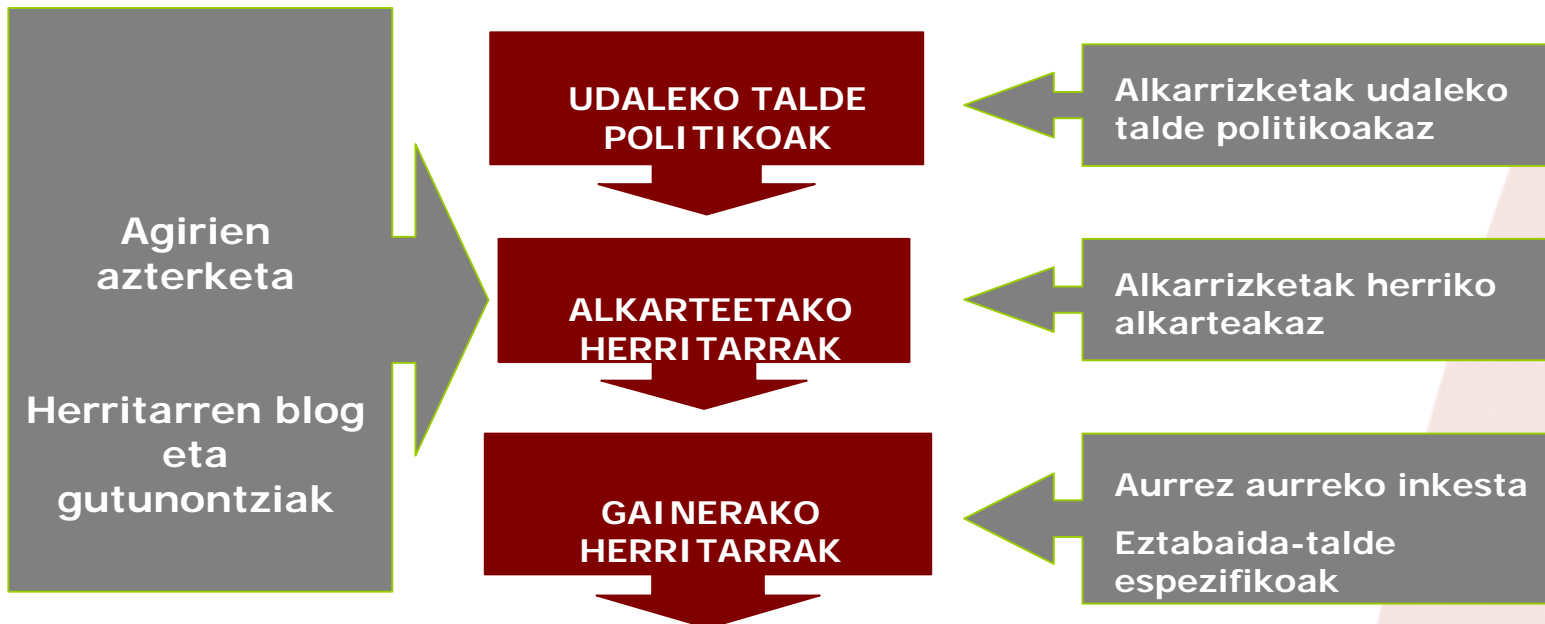 Agirien
azterketa
Herritarren blog
eta
gutunontziak
UDALEKO TALDE
POLITIKOAK
ALKARTEETAKO
HERRITARRAK
GAINERAKO
HERRITARRAK
Alkarrizketak udaleko
talde politikoakaz
Alkarrizketak herriko
alkarteakaz
Aurrez aurreko inkesta
Eztabaida-talde
espezifikoak